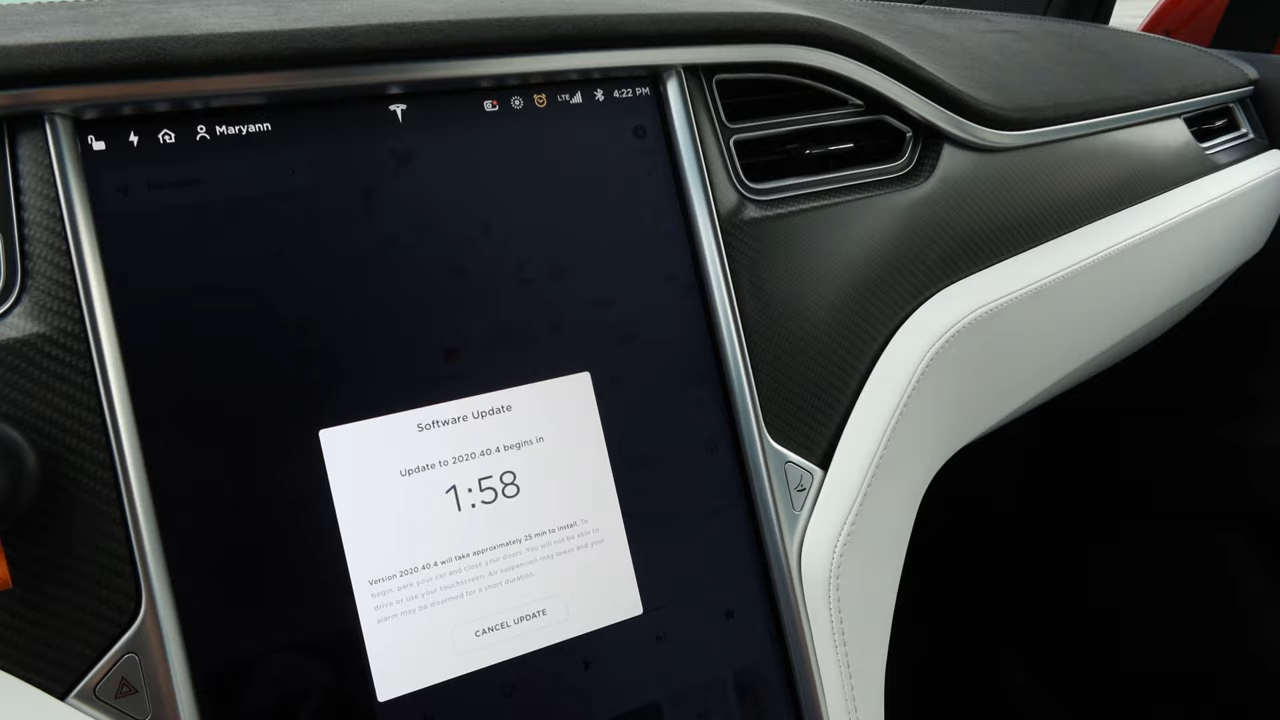 Maryann
LTE
4:22 PM
Software Update
Update to 2020.40.4 begins in
1:58
Version 2020.40.4 will take approximately 25 min to install. To
begin, park your car and close your doors. You will not be able to
drive or use your touchscreen. Air suspension may lower and your
alarm may be disarmed for a short duration.
CANCEL UPDATE